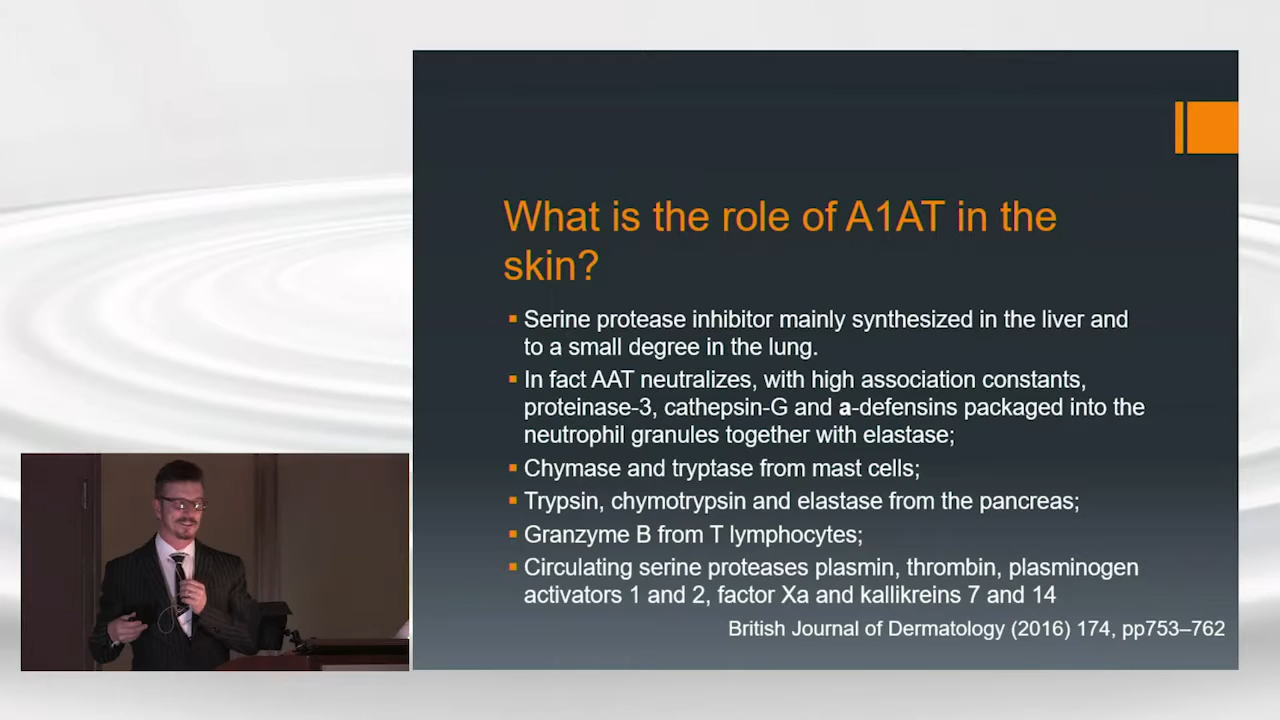 What is the role of A1AT in the
skin?
Serine protease inhibitor mainly synthesized in the liver and
to a small degree in the lung.
In fact AAT neutralizes, with high association constants,
proteinase-3, cathepsin-G and a-defensins packaged into the
neutrophil granules together with elastase;
Chymase and tryptase from mast cells;
Trypsin, chymotrypsin and elastase from the pancreas;
Granzyme B from T lymphocytes;
Circulating serine proteases plasmin, thrombin, plasminogen
activators 1 and 2, factor Xa and kallikreins 7 and 14
British Journal of Dermatology (2016) 174, pp753–762